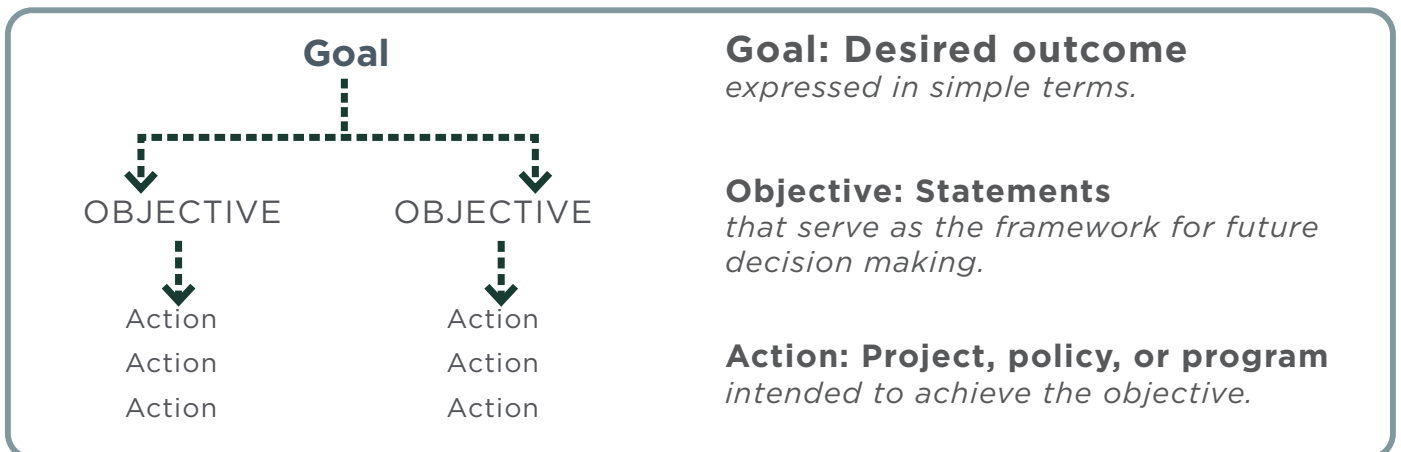 Goal
OBJECTIVE OBJECTIVE
Action Action
Action Action
Action Action
Goal: Desired outcome
expressed in simple terms.
Objective: Statements
that serve as the framework for future
decision making.
Action: Project, policy, or program
intended to achieve the objective.